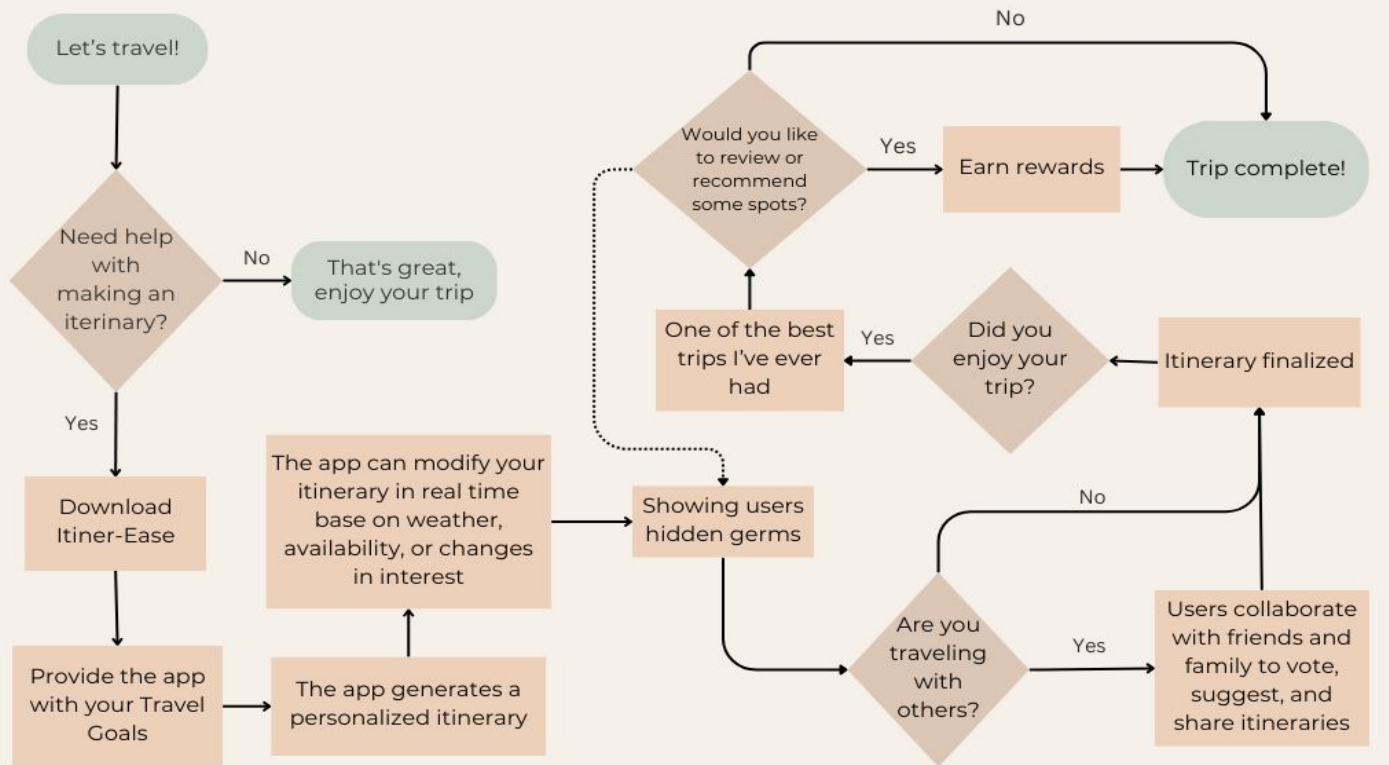 Let's travel!
Need help
with
making an
iterinary?
No
That's great,
enjoy your trip
Yes
Download
Itiner-Ease
Provide the app
with your Travel
Goals
The app generates a
personalized itinerary
The app can modify your
itinerary in real time
base on weather,
availability, or changes
in interest
Showing users
hidden germs
Are you
traveling
with
others?
No
Yes
Users collaborate
with friends and
family to vote,
suggest, and
share itineraries
Itinerary finalized
Did you
enjoy your
trip?
Yes
One of the best
trips I've ever
had
Would you like
to review or
recommend
some spots?
No
Yes
Earn rewards
Trip complete!